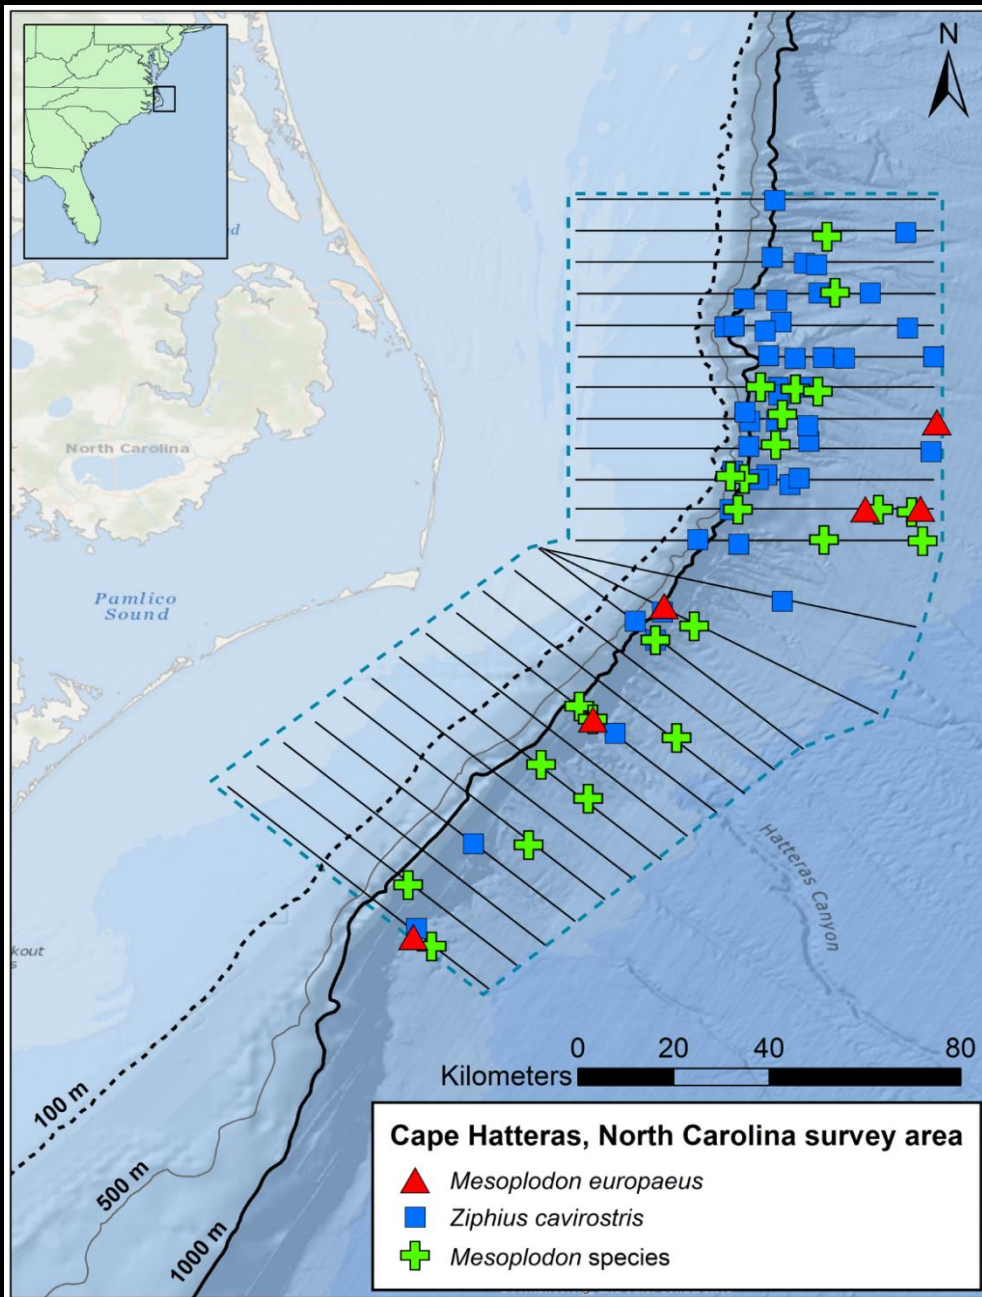 N
d
North Carolina
Pamlico
Sound
Hatteras Canyon
kout
s
0 20 40 80
Kilometers
100 m
500 m
1000 m
Cape Hatteras, North Carolina survey area
Mesoplodon europaeus
Ziphius cavirostris
Mesoplodon species